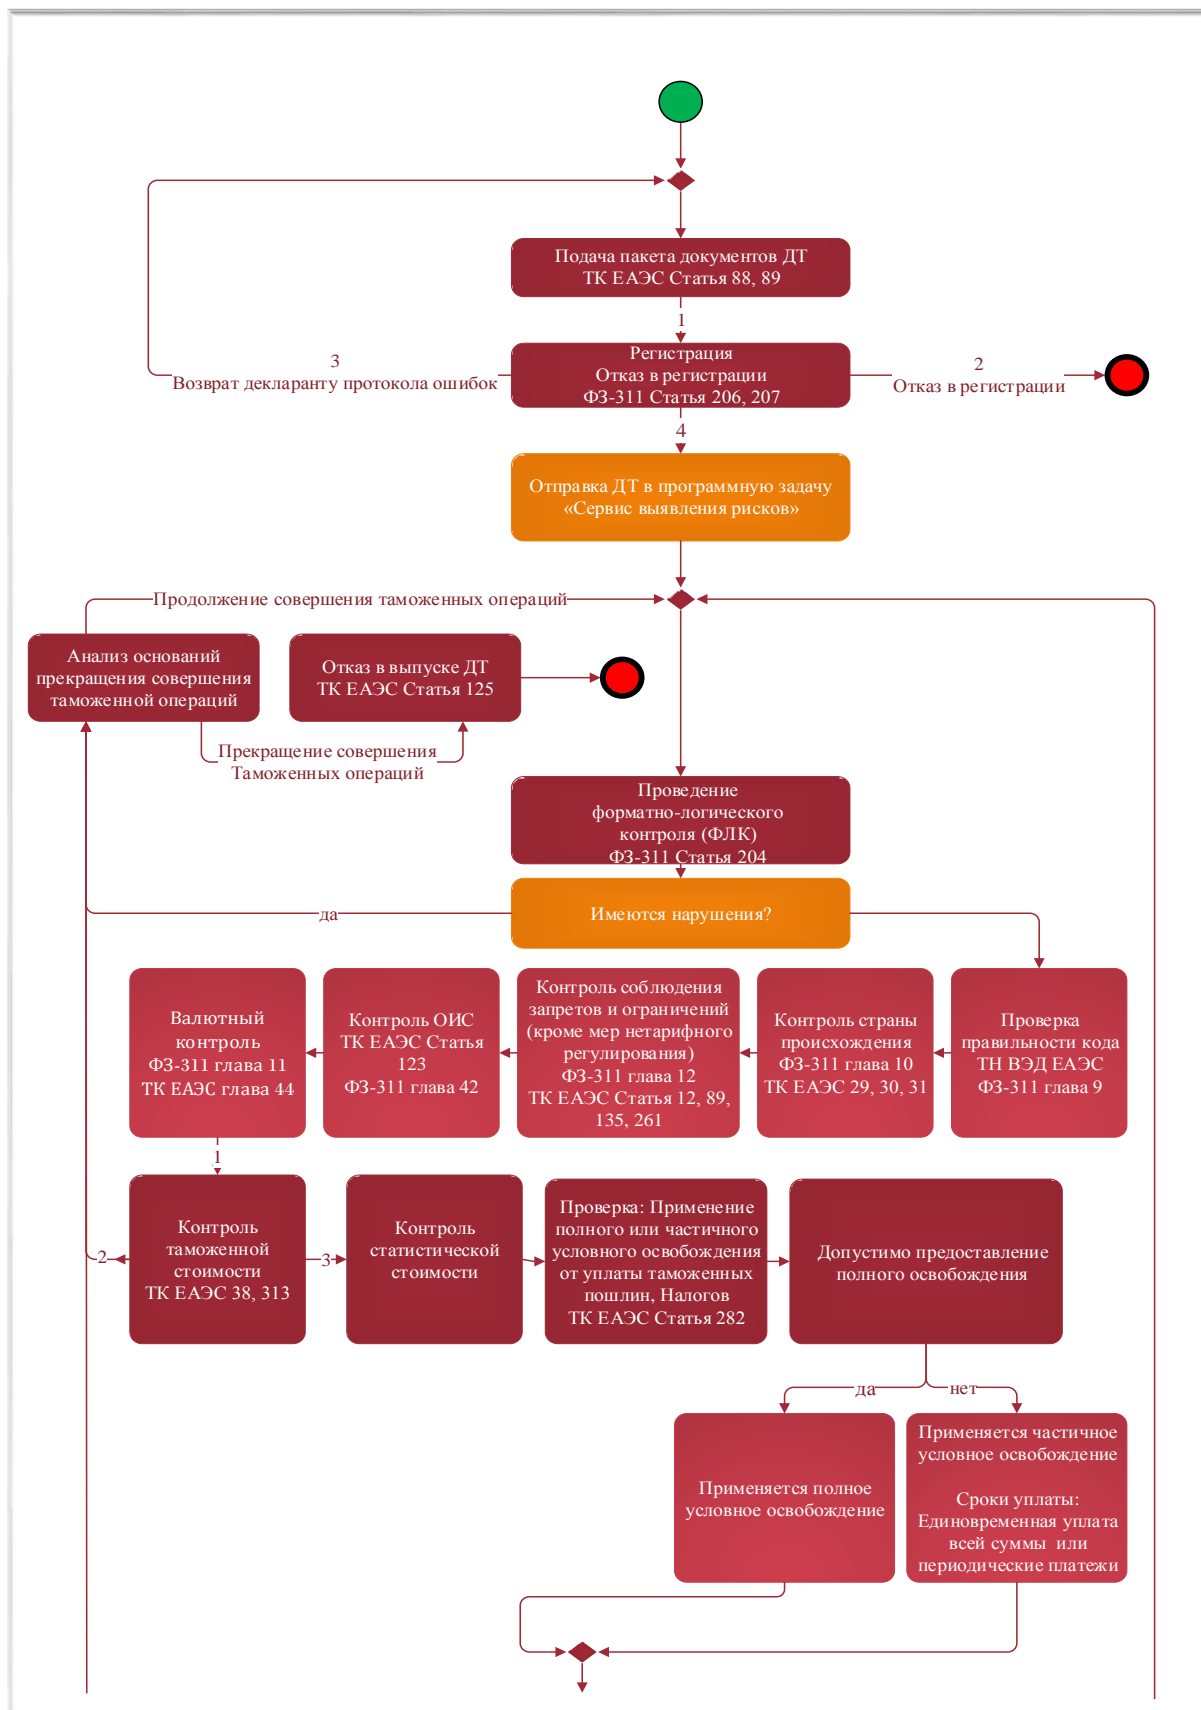 Подача пакета документов ДТ
ТК ЕАЭС Статья 88, 89
1
Регистрация
Отказ в регистрации
ФЗ-311 Статья 206, 207
3
Возврат декларанту протокола ошибок
2
Отказ в регистрации
4
Отправка ДТ в программную задачу
«Сервис выявления рисков»
Продолжение совершения таможенных операций
Анализ оснований
прекращения совершения
таможенной операций
Отказ в выпуске ДТ
ТК ЕАЭС Статья 125
Прекращение совершения
Таможенных операций
Проведение
форматно-логического
контроля (ФЛК)
ФЗ-311 Статья 204
да
Имеются нарушения?
Валютный
контроль
ФЗ-311 глава 11
ТК ЕАЭС глава 44
Контроль ОИС
ТК ЕАЭС Статья
123
ФЗ-311 глава 42
Контроль соблюдения
запретов и ограничений
(кроме мер нетарифного
регулирования)
ФЗ-311 глава 12
ТК ЕАЭС Статья 12, 89,
135, 261
Контроль страны
происхождения
ФЗ-311 глава 10
ТК ЕАЭС 29, 30, 31
Проверка
правильности кода
ТН ВЭД ЕАЭС
ФЗ-311 глава 9
1
2
Контроль
таможенной
стоимости
ТК ЕАЭС 38, 313
3
Контроль
статистической
стоимости
Проверка: Применение
полного или частичного
условного освобождения
от уплаты таможенных
пошлин, Налогов
ТК ЕАЭС Статья 282
Допустимо предоставление
полного освобождения
да
нет
Применяется полное
условное освобождение
Применяется частичное
условное освобождение
Сроки уплаты:
Единовременная уплата
всей суммы или
периодические платежи